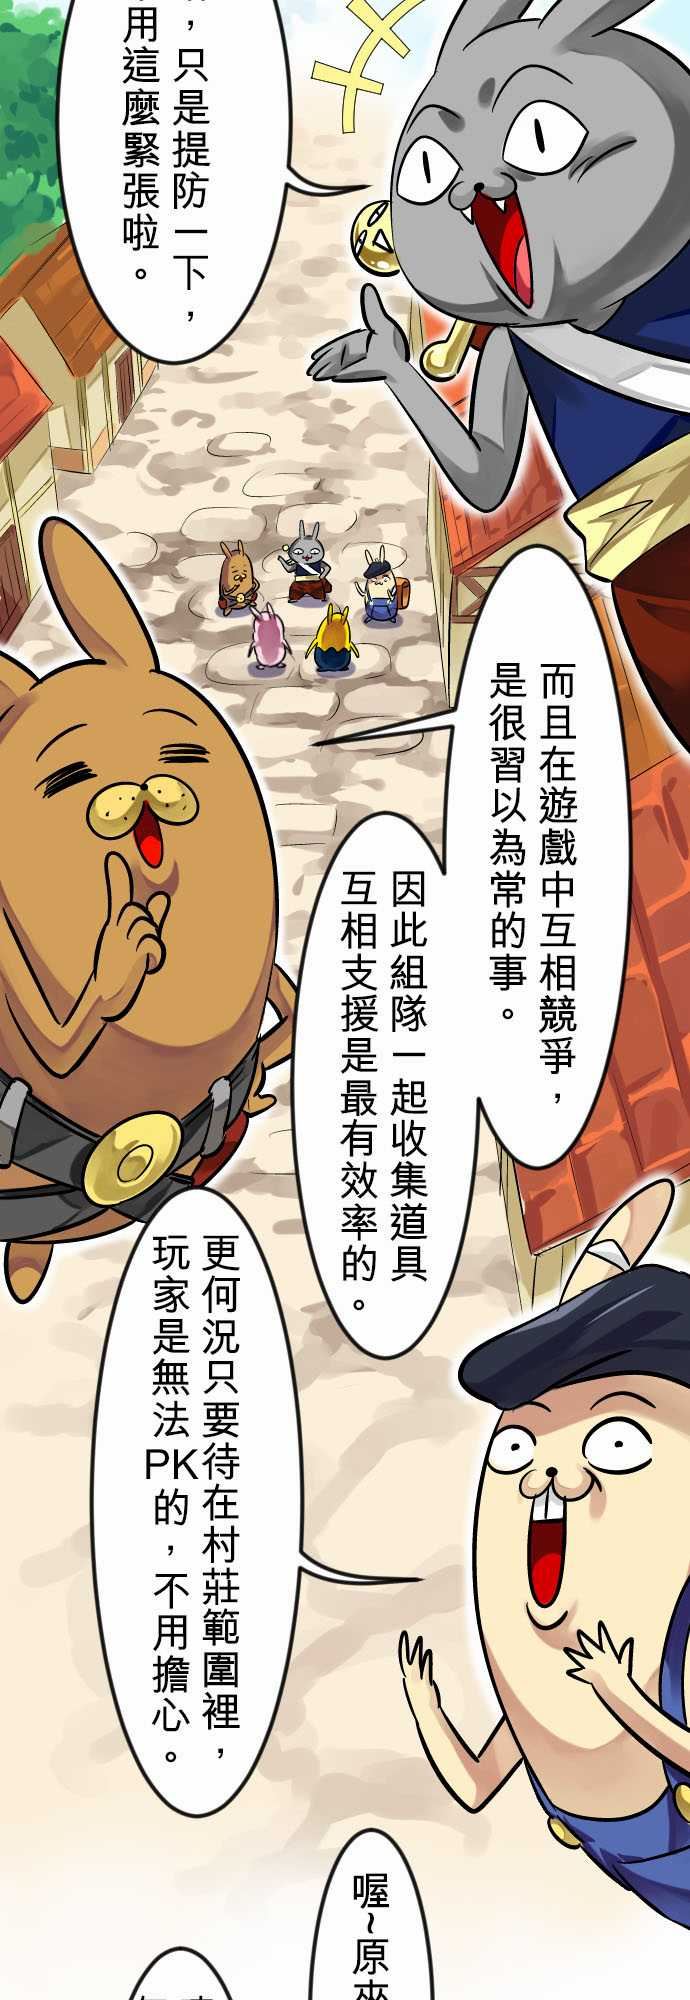 ，只是提防一下，
用這麼緊張啦。
而且在遊戲中互相競爭，
是很習以為常的事。
因此組隊一起收集道具
互相支援是最有效率的。
更何況只要待在村莊範圍裡，
玩家是無法PK的，不用擔心。
喔~原來